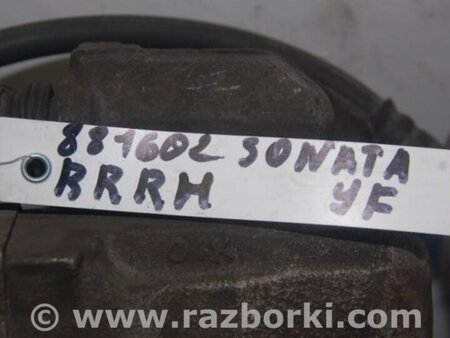 881602 SONATA
RRRH YF
© www.razborki.com